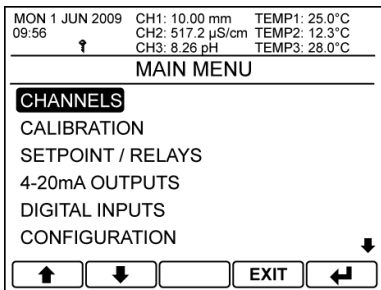 MON 1 JUN 2009 CH1: 10.00 mm TEMP1: 25.0°C
09:56 CH2: 517.2 µS/cm TEMP2: 12.3°C
CH3: 8.26 pH TEMP3: 28.0°C
MAIN MENU
CHANNELS
CALIBRATION
SETPOINT / RELAYS
4-20mA OUTPUTS
DIGITAL INPUTS
CONFIGURATION
EXIT